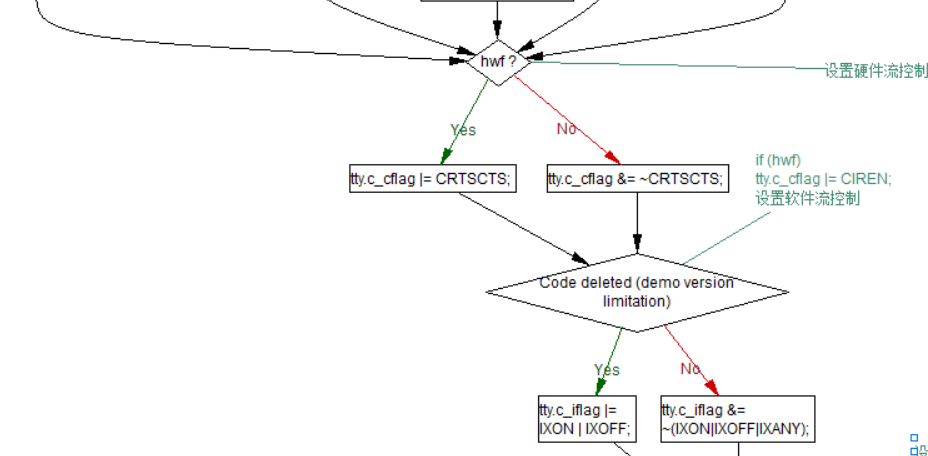 hwf ?
设置硬件流控制
Yes
No
tty.c_cflag |= CRTSCTS;
tty.c_cflag &= ~CRTSCTS;
if (hwf)
tty.c_cflag |= CIREN;
设置软件流控制
Code deleted (demo version
limitation)
Yes
No
tty.c_iflag |=
IXON | IXOFF;
tty.c_iflag &=
~(IXON|IXOFF|IXANY);